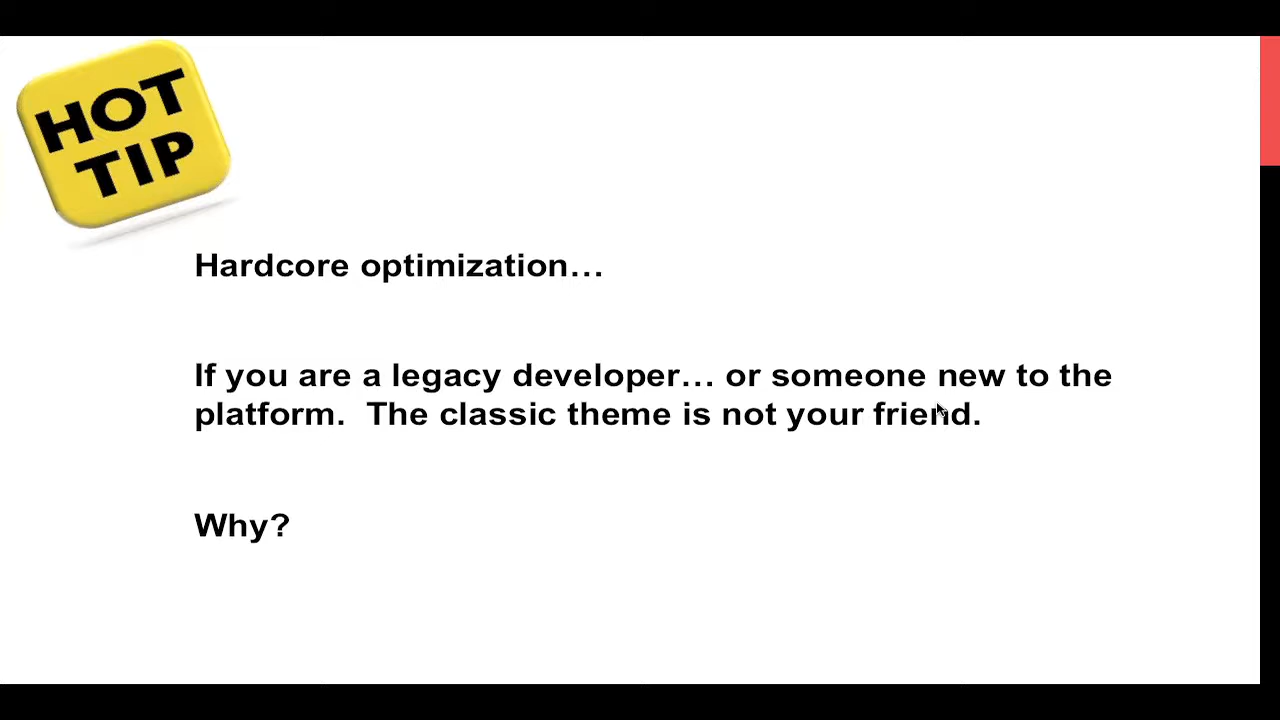 HOT
TIP
Hardcore optimization…
If you are a legacy developer… or someone new to the
platform.  The classic theme is not your friend.
Why?